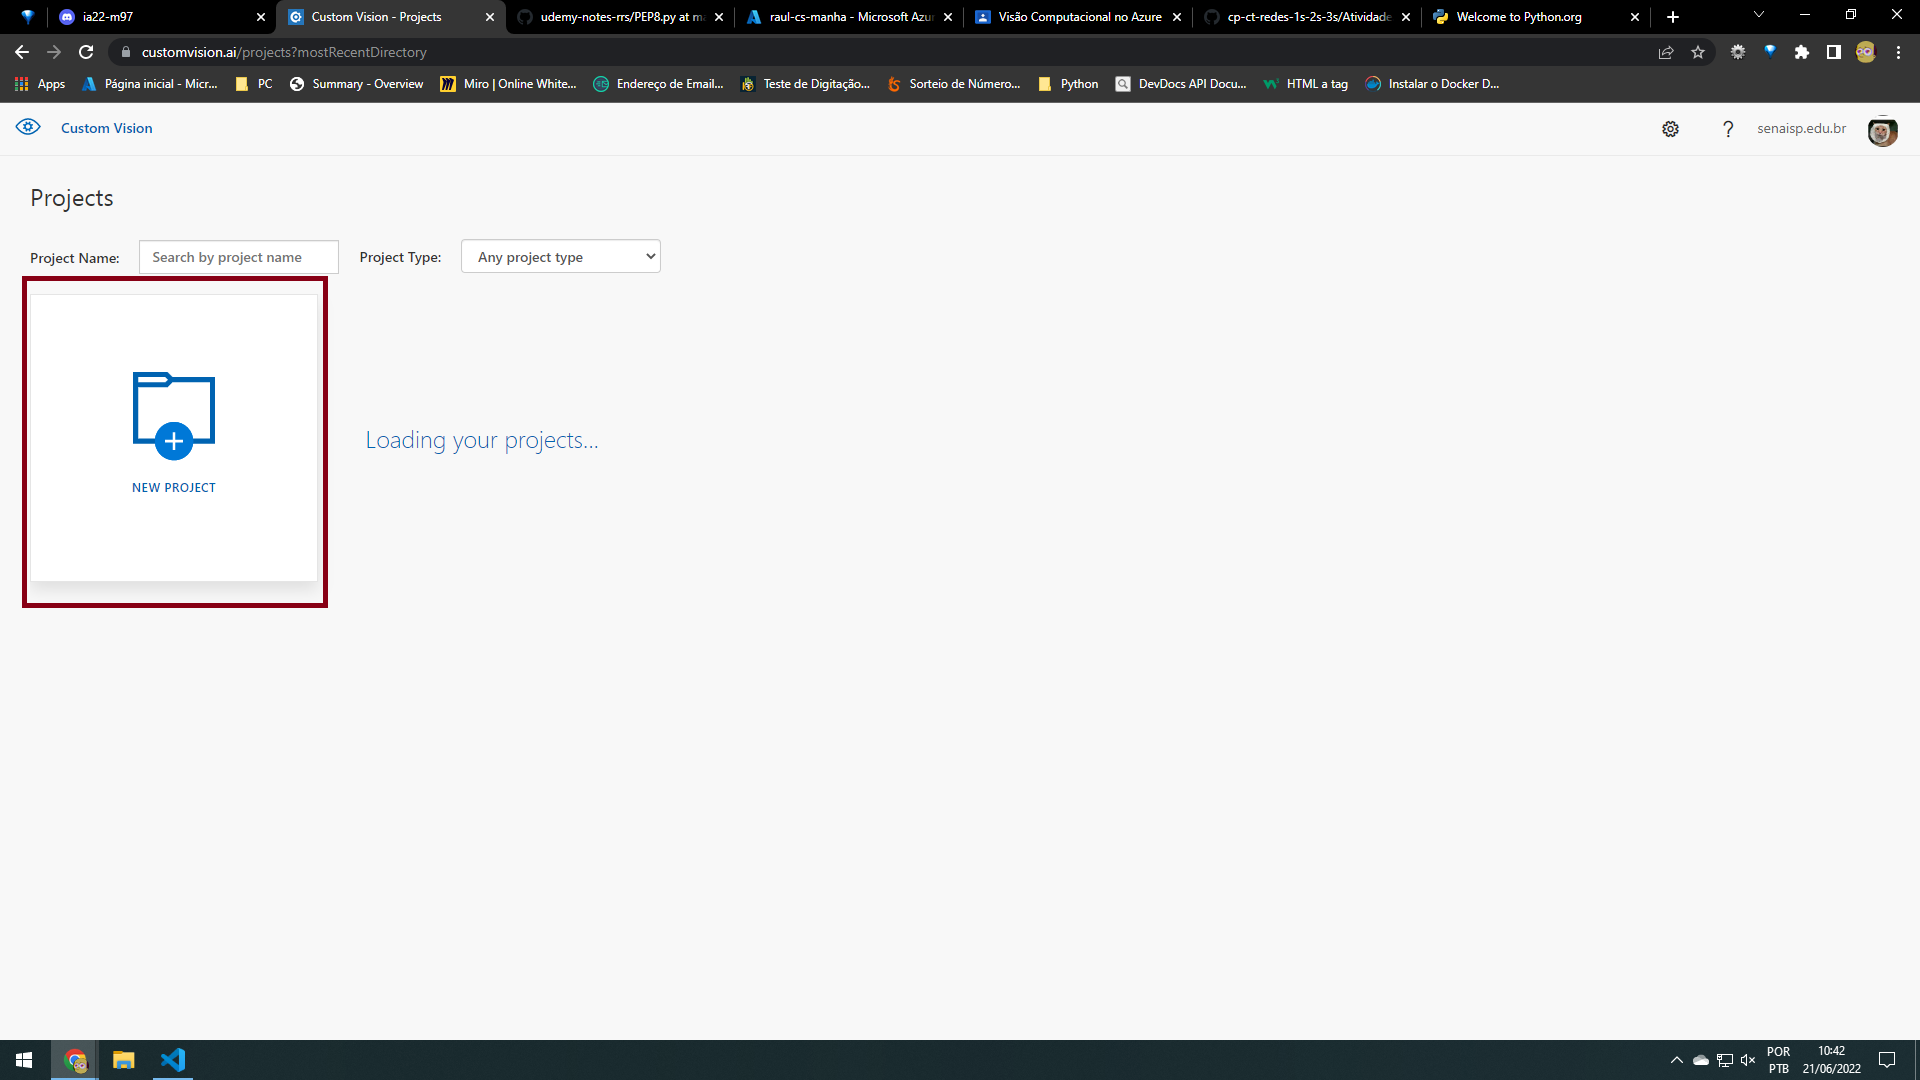 ia22-m97
Custom Vision - Projects
udemy-notes-rrs/PEP8.py at ma
raul-cs-manha - Microsoft Azur
Visão Computacional no Azure
cp-ct-redes-1s-2s-3s/Atividade
Welcome to Python.org
customvision.ai/projects?mostRecentDirectory
Apps
Página inicial - Micr...
PC
Summary - Overview
Miro | Online White...
Endereço de Email...
Teste de Digitação...
Sorteio de Número...
Python
DevDocs API Docu...
HTML a tag
Instalar o Docker D...
Custom Vision
?
senaisp.edu.br
Projects
Project Name:
Search by project name
Project Type:
Any project type
NEW PROJECT
Loading your projects...
POR
PTB
10:42
21/06/2022